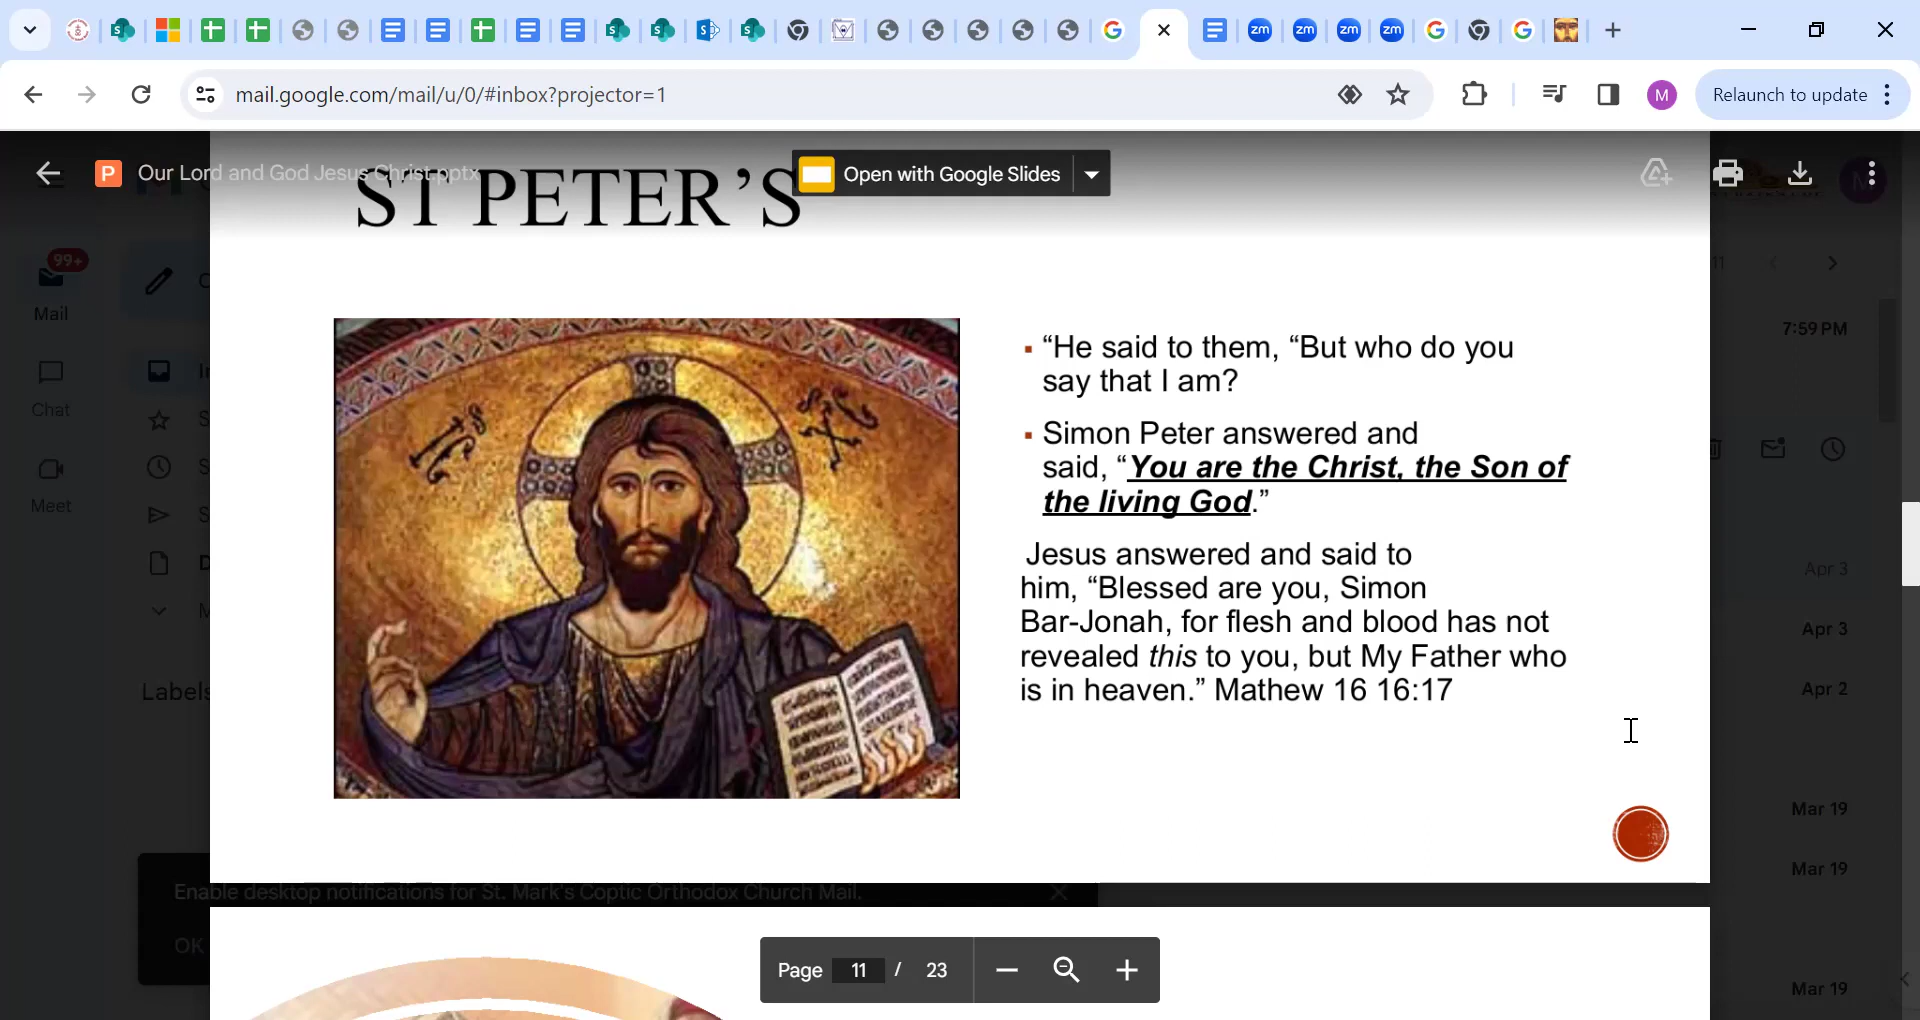 mail.google.com/mail/u/0/#inbox?projector=1
M
Relaunch to update
P
Our Lord and God Jesus Christ.pptx
Open with Google Slides
ST PETER’S
99+
Mail
Chat
Meet
Labels
11
7:59 PM
Apr 3
Apr 3
Apr 2
Mar 19
Mar 19
Mar 19
“He said to them, “But who do you
say that I am?
Simon Peter answered and
said, “You are the Christ, the Son of
the living God.”
Jesus answered and said to
him, “Blessed are you, Simon
Bar-Jonah, for flesh and blood has not
revealed this to you, but My Father who
is in heaven.” Mathew 16 16:17
Enable desktop notifications for St. Mark's Coptic Orthodox Church Mail.
OK
Page 11 / 23
zm
zm
zm
zm